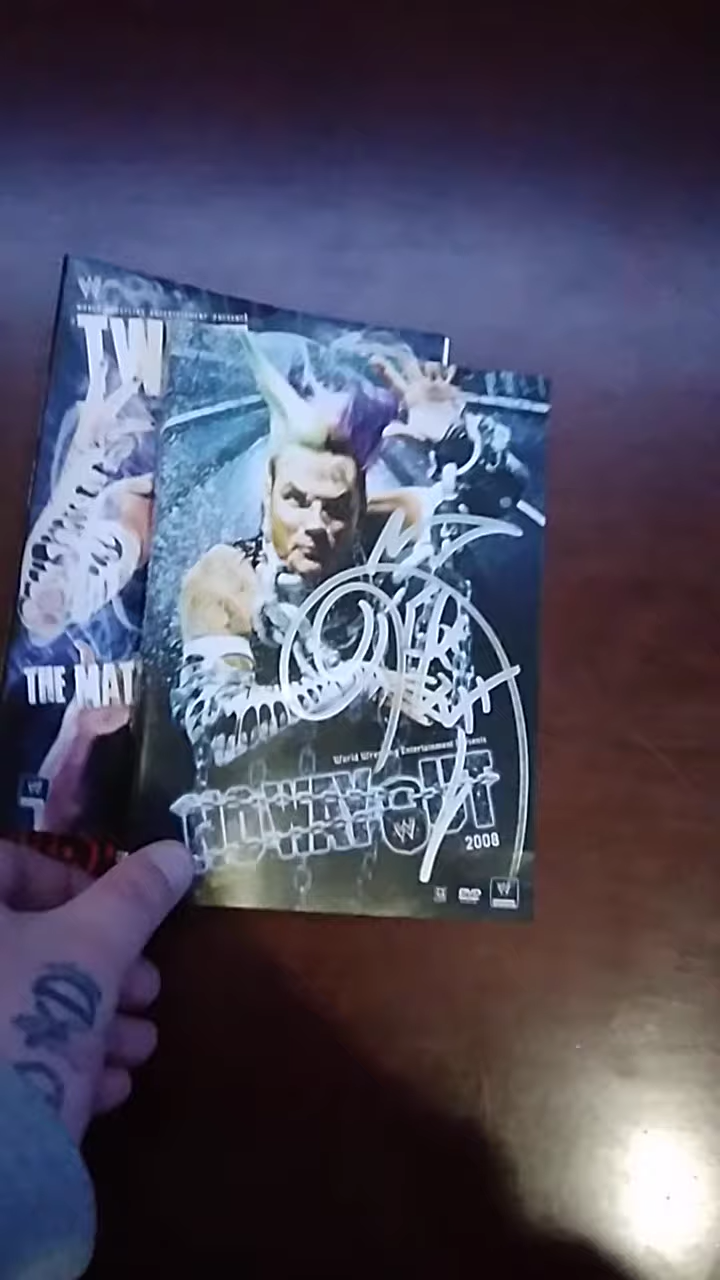 W
WORLD WRESTLING ENTERTAINMENT PRESENTS
TW
THE MAT
World Wrestling Entertainment Presents
NO WAY OUT
W
2008
DVD
W